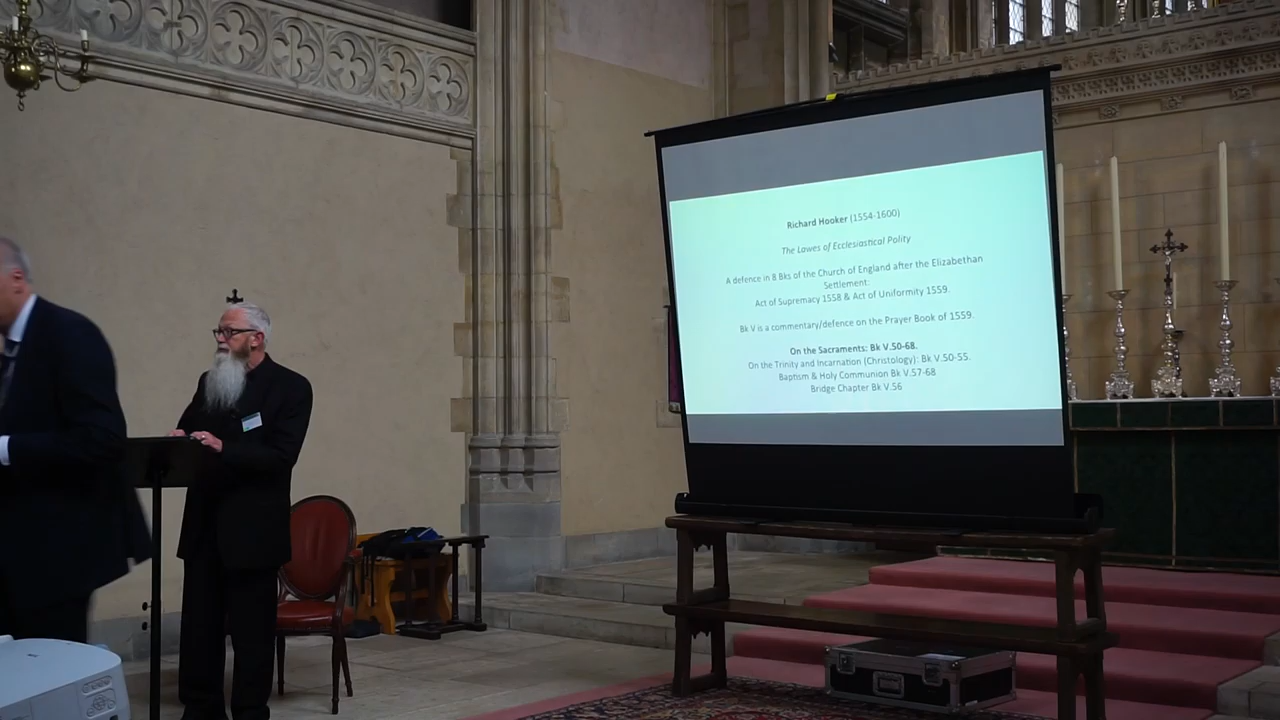 Richard Hooker (1554-1600)
The Lawes of Ecclesiastical Polity
A defence in 8 Bks of the Church of England after the Elizabethan
Settlement:
Act of Supremacy 1558 & Act of Uniformity 1559.
Bk V is a commentary/defence on the Prayer Book of 1559.
On the Sacraments: Bk V.50-68.
On the Trinity and Incarnation (Christology): Bk V.50-55.
Baptism & Holy Communion Bk V.57-68
Bridge Chapter Bk V.56